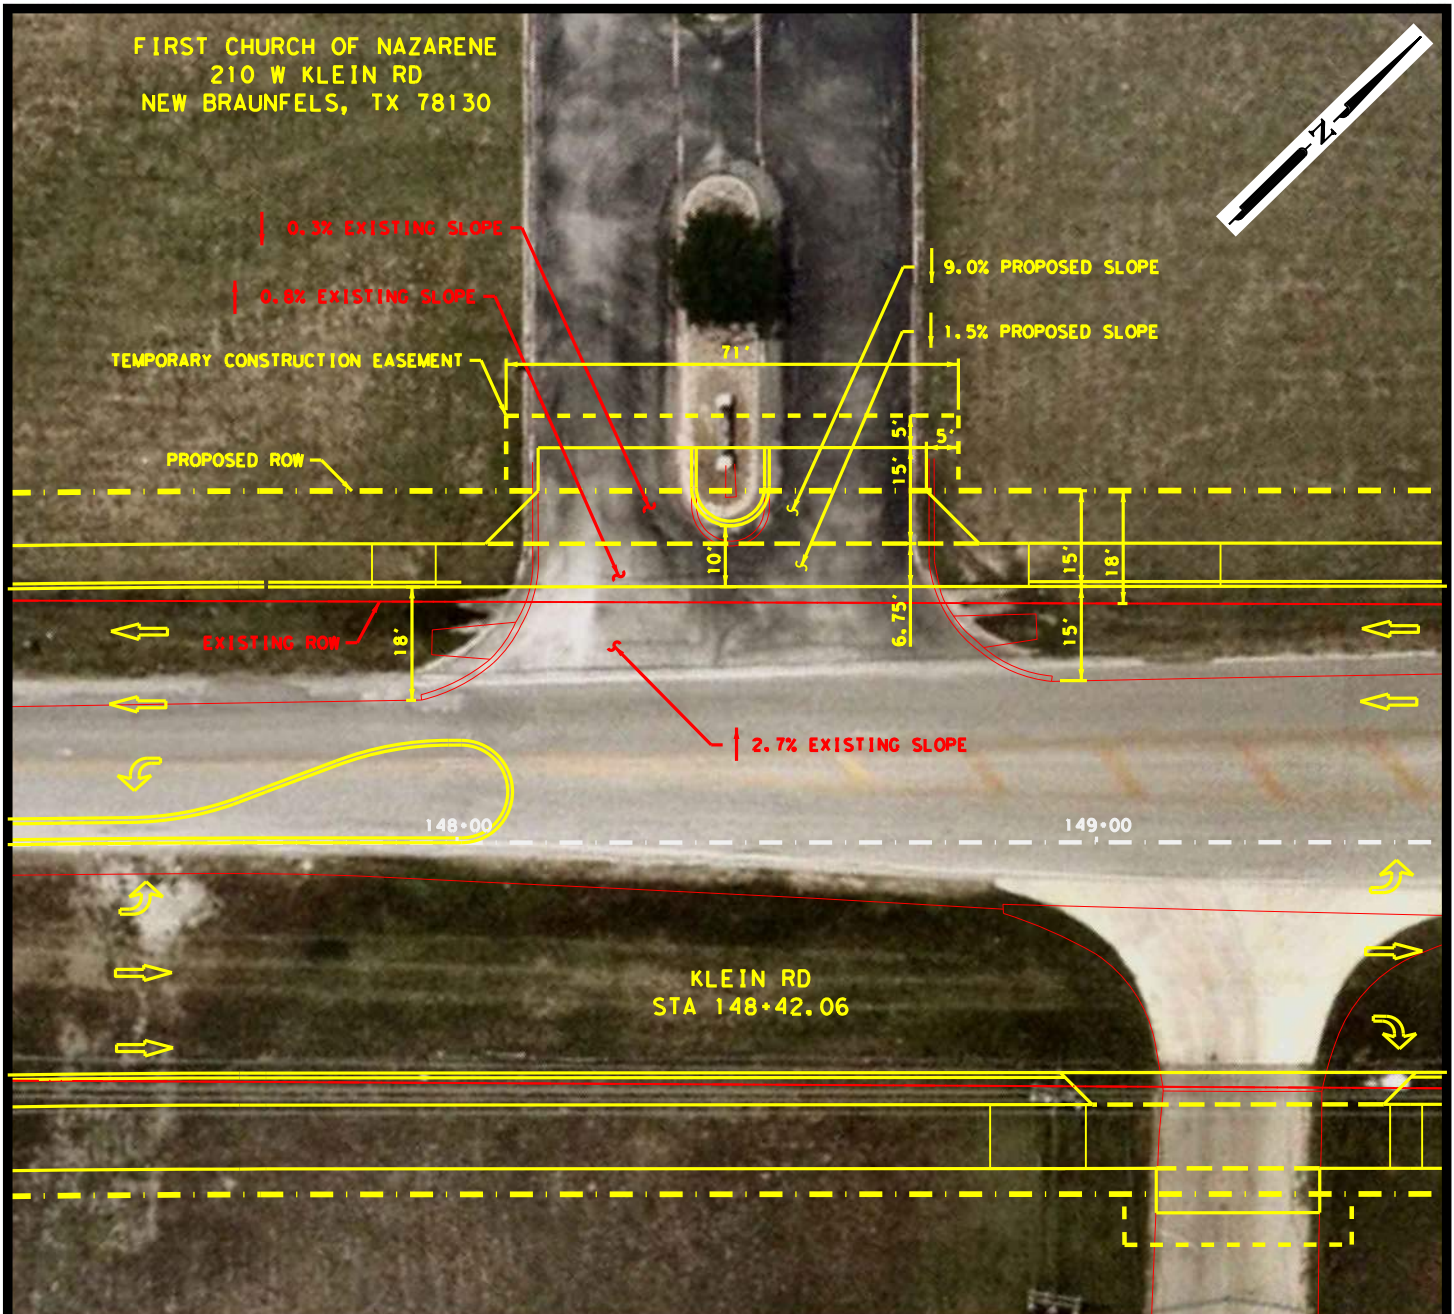 FIRST CHURCH OF NAZARENE
210 W KLEIN RD
NEW BRAUNFELS, TX 78130
N
0.3% EXISTING SLOPE
9.0% PROPOSED SLOPE
0.8% EXISTING SLOPE
1.5% PROPOSED SLOPE
TEMPORARY CONSTRUCTION EASEMENT
71'
5'
5'
PROPOSED ROW
15'
10'
15'
18'
EXISTING ROW
18'
6.75'
15'
2.7% EXISTING SLOPE
148+00
149+00
KLEIN RD
STA 148+42.06